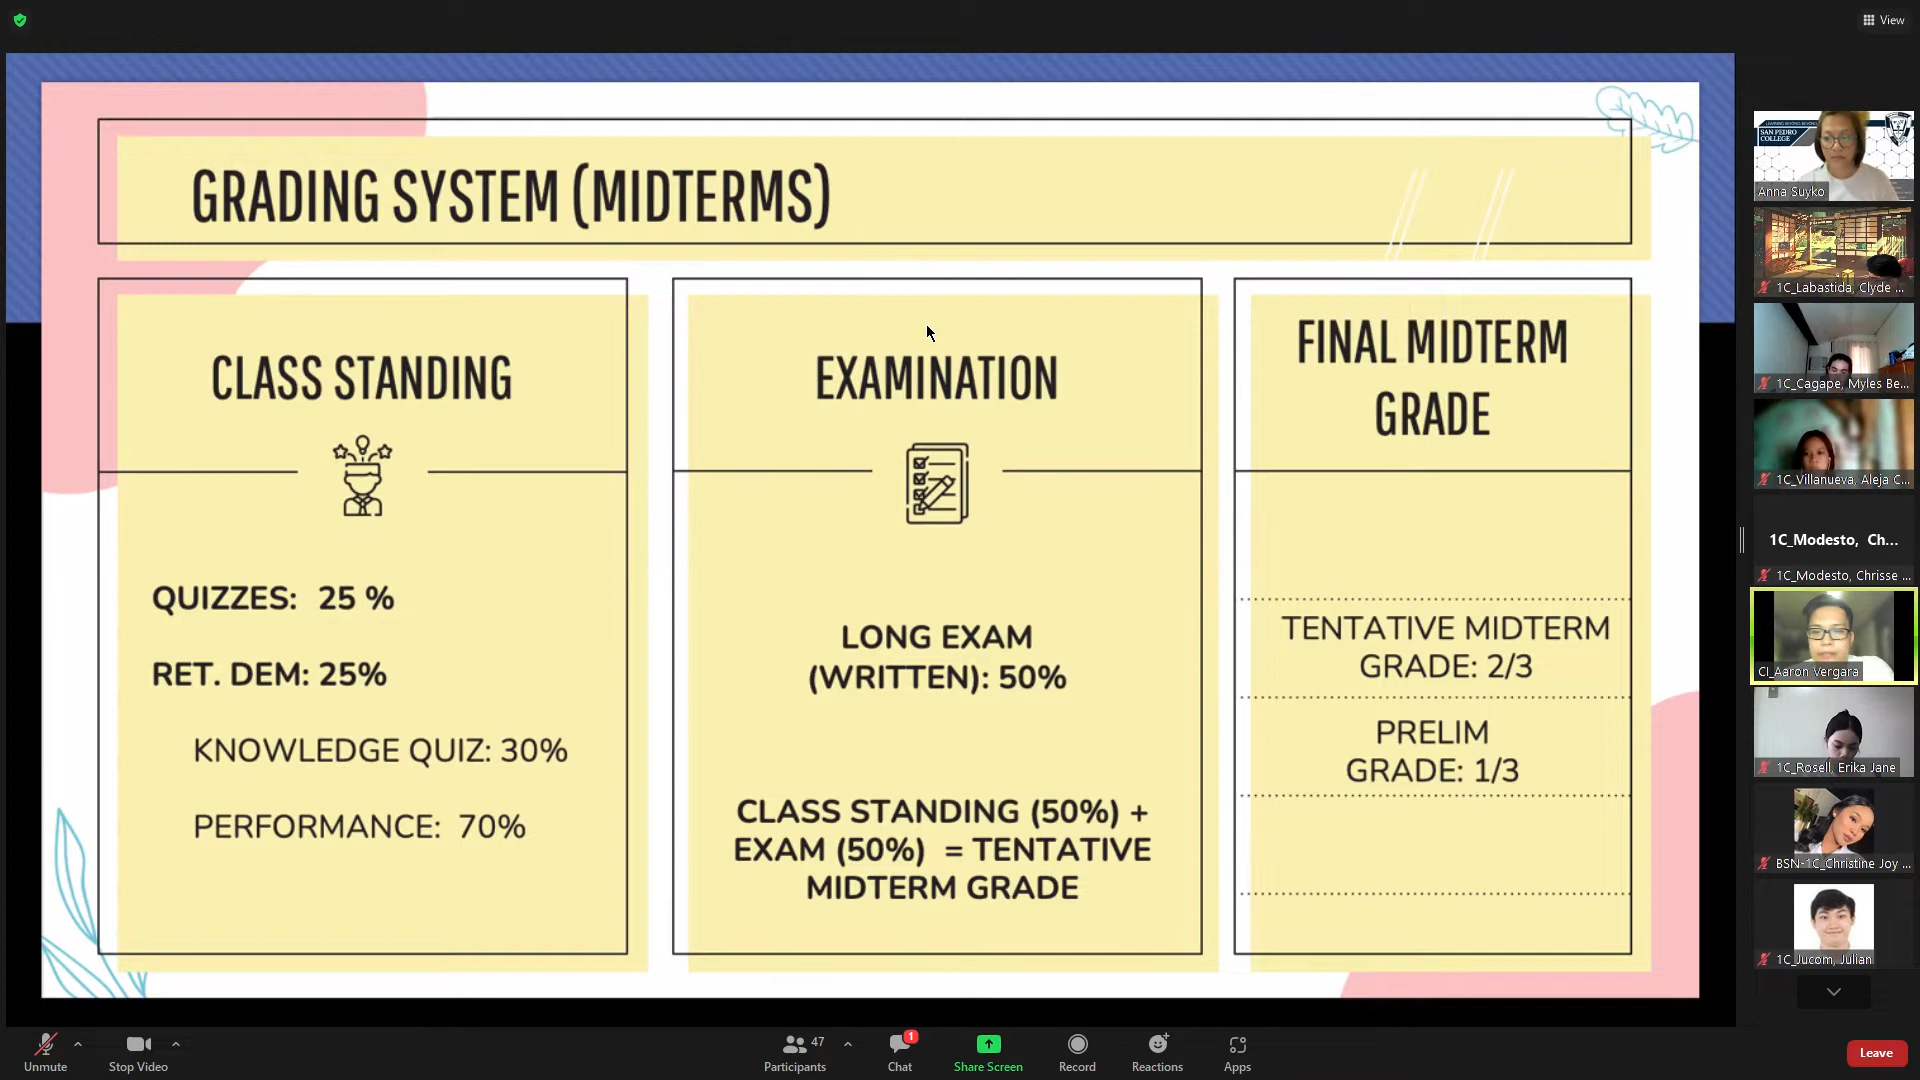 View
GRADING SYSTEM (MIDTERMS)
CLASS STANDING
QUIZZES: 25 %
RET. DEM: 25%
KNOWLEDGE QUIZ: 30%
PERFORMANCE: 70%
EXAMINATION
LONG EXAM
(WRITTEN): 50%
CLASS STANDING (50%) +
EXAM (50%) = TENTATIVE
MIDTERM GRADE
FINAL MIDTERM
GRADE
TENTATIVE MIDTERM
GRADE: 2/3
PRELIM
GRADE: 1/3
SAN PEDRO
COLLEGE
Anna Suyko
1C_Labastida, Clyde ...
1C_Cagape, Myles Be...
1C_Villanueva, Aleja C...
1C_Modesto, Ch...
1C_Modesto, Chrisse ...
CI_Aaron Vergara
1C_Rosell, Erika Jane
BSN-1C_Christine Joy ...
1C_Jucom, Julian
Unmute
Stop Video
47
Participants
1
Chat
Share Screen
Record
Reactions
Apps
Leave